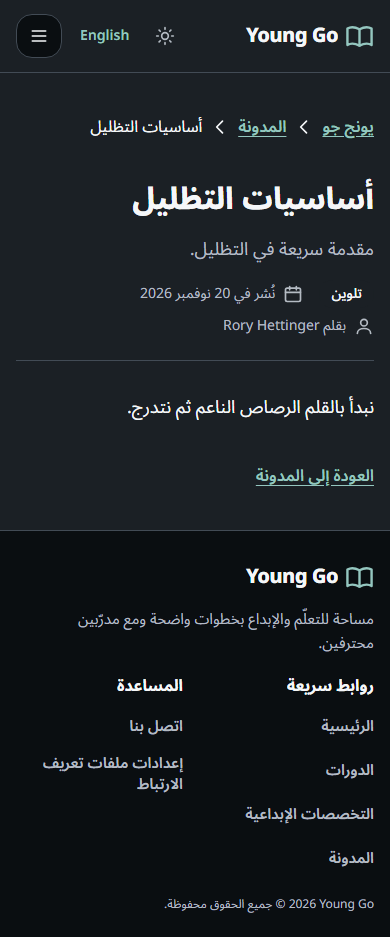 Young Go
English
يونج جو > المدونة > أساسيات التظليل
أساسيات التظليل
مقدمة سريعة في التظليل.
تلوين
نُشر في 20 نوفمبر 2026
بقلم Rory Hettinger
نبدأ بالقلم الرصاص الناعم ثم نتدرج.
العودة إلى المدونة
Young Go
مساحة للتعلّم والإبداع بخطوات واضحة ومع مدرّبين
محترفين.
روابط سريعة
الرئيسية
الدورات
التخصصات الإبداعية
المدونة
المساعدة
اتصل بنا
إعدادات ملفات تعريف
الارتباط
Young Go 2026 © جميع الحقوق محفوظة.